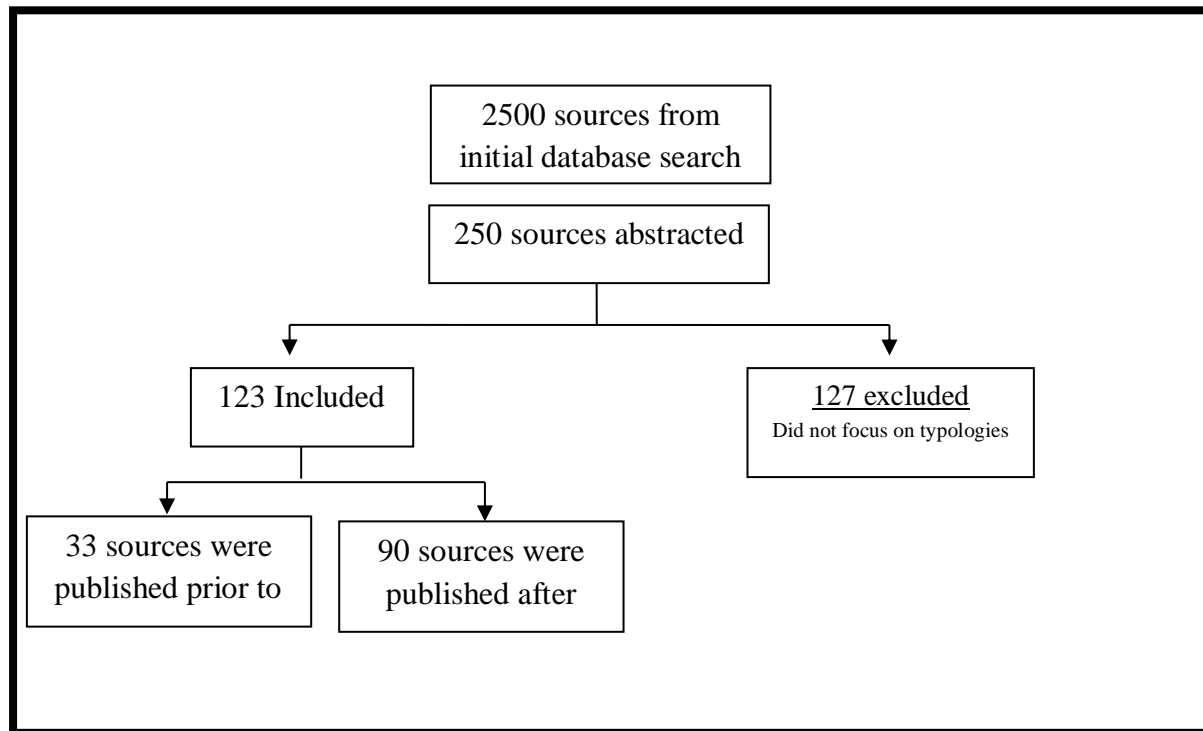 2500 sources from
initial database search
250 sources abstracted
123 Included
127 excluded
Did not focus on typologies
33 sources were
published prior to
90 sources were
published after